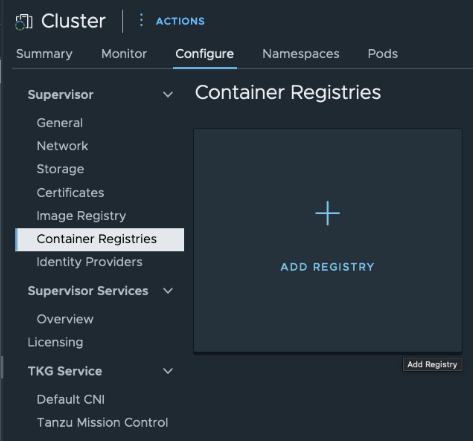 Cluster
ACTIONS
Summary Monitor Configure Namespaces Pods
Supervisor
General
Network
Storage
Certificates
Image Registry
Container Registries
Identity Providers
Supervisor Services
Overview
Licensing
TKG Service
Default CNI
Tanzu Mission Control
Container Registries
ADD REGISTRY
Add Registry